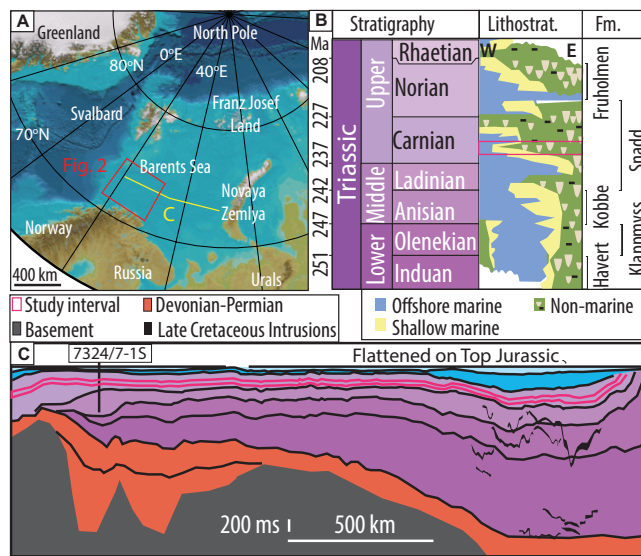 A
Greenland
North Pole
80°N
0°E
40°E
Svalbard
Franz Josef
Land
70°N
Fig. 2
Barents Sea
C
Novaya
Zemlya
Norway
Russia
Urals
400 km
B
Stratigraphy
Lithostrat.
Fm.
Ma
208
227
237
242
247
251
Triassic
Upper
Middle
Lower
Rhaetian
Norian
Carnian
Ladinian
Anisian
Olenekian
Induan
W
E
Fruholmen
Snadd
Kobbe
Klappmyss
Havert
Study interval
Devonian-Permian
Basement
Late Cretaceous Intrusions
Offshore marine
Non-marine
Shallow marine
C
7324/7-1S
Flattened on Top Jurassic
200 ms
500 km